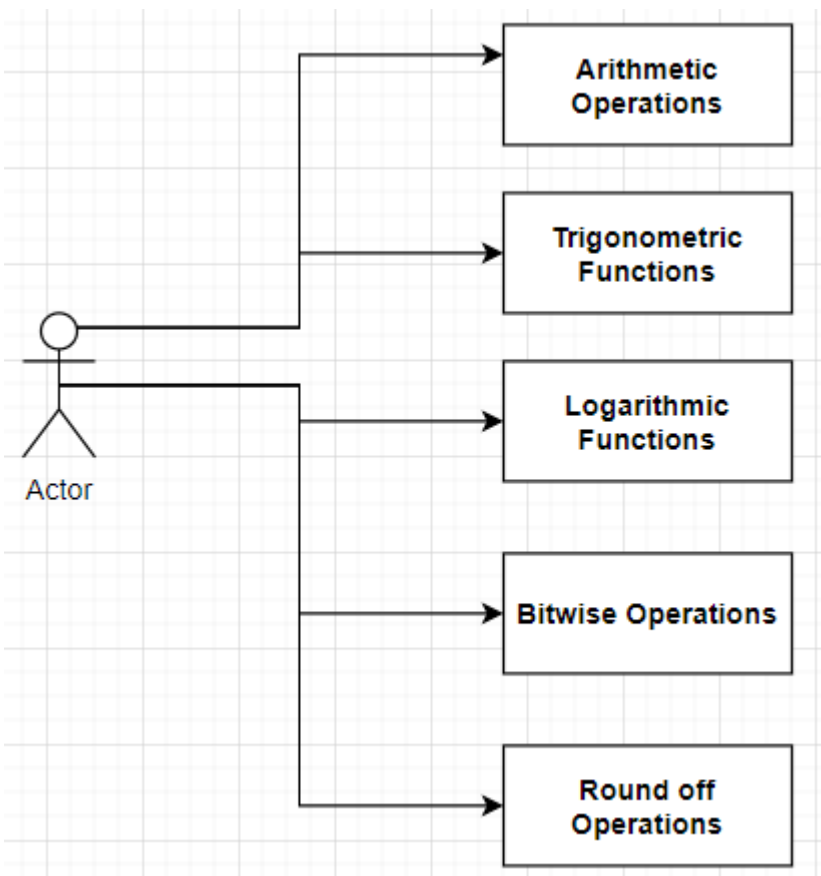 Arithmetic
Operations
Trigonometric
Functions
Logarithmic
Functions
Actor
Bitwise Operations
Round off
Operations